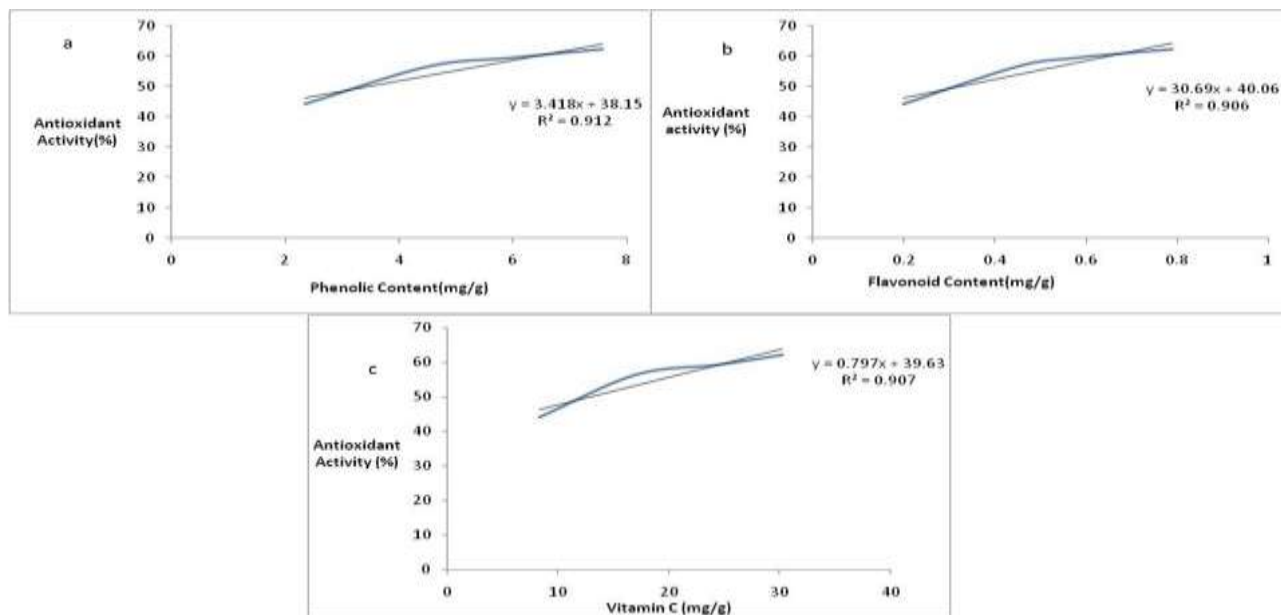 a
70
60
50
40
30
20
10
0
Antioxidant
Activity(%)
y = 3.418x + 38.15
R² = 0.912
0 2 4 6 8
Phenolic Content(mg/g)
b
70
60
50
40
30
20
10
0
Antioxidant
activity (%)
y = 30.69x + 40.06
R² = 0.906
0 0.2 0.4 0.6 0.8 1
Flavonoid Content(mg/g)
c
70
60
50
40
30
20
10
0
Antioxidant
Activity (%)
y = 0.797x + 39.63
R² = 0.907
0 10 20 30 40
Vitamin C (mg/g)